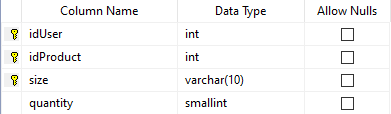 Column Name Data Type Allow Nulls
idUser int
idProduct int
size varchar(10)
quantity smallint